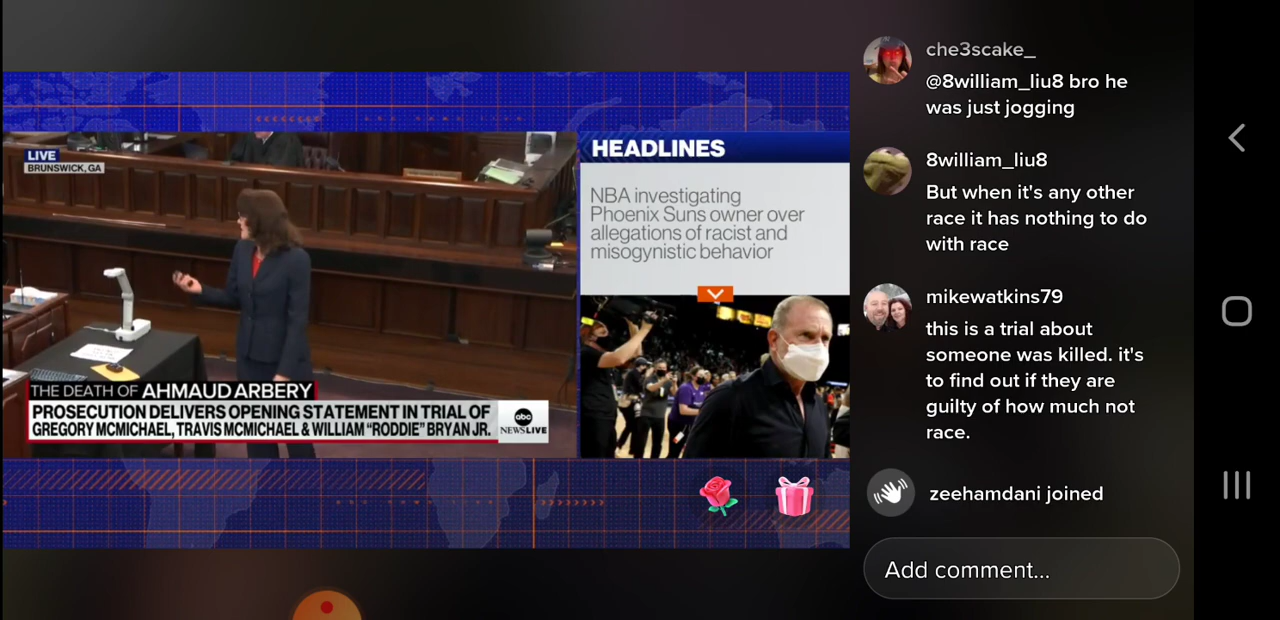 LIVE
BRUNSWICK, GA
THE DEATH OF AHMAUD ARBERY
PROSECUTION DELIVERS OPENING STATEMENT IN TRIAL OF
GREGORY MCMICHAEL, TRAVIS MCMICHAEL & WILLIAM “RODDIE” BRYAN JR.
abc
NEWS LIVE
HEADLINES
NBA investigating
Phoenix Suns owner over
allegations of racist and
misogynistic behavior
che3scake_
@8william_liu8 bro he
was just jogging
8william_liu8
But when it's any other
race it has nothing to do
with race
mikewatkins79
this is a trial about
someone was killed. it's
to find out if they are
guilty of how much not
race.
zeehamdani joined
Add comment...